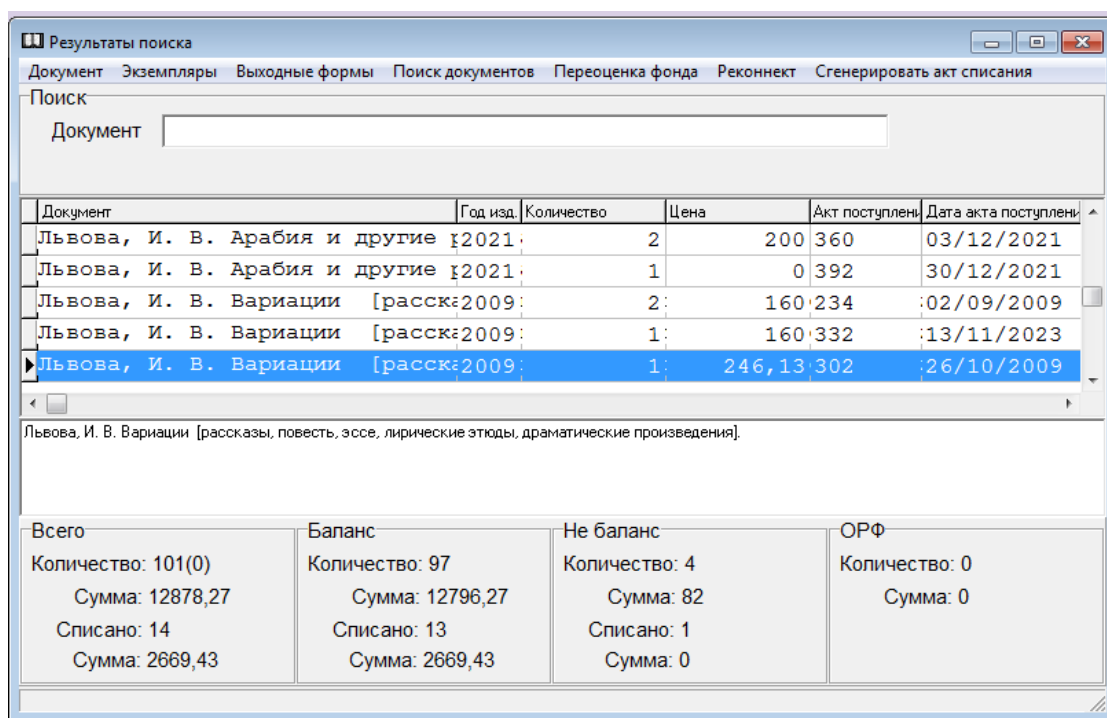 Результаты поиска
Документ Экземпляры Выходные формы Поиск документов Переоценка фонда Реконнект Сгенерировать акт списания
Поиск
Документ
Документ Год изд. Количество Цена Акт поступлени Дата акта поступлени
Львова, И. В. Арабия и другие 2021 2 200 360 03/12/2021
Львова, И. В. Арабия и другие 2021 1 0 392 30/12/2021
Львова, И. В. Вариации [расска 2009 2 160 234 02/09/2009
Львова, И. В. Вариации [расска 2009 1 160 332 13/11/2023
Львова, И. В. Вариации [расска 2009 1 246,13 302 26/10/2009
Львова, И. В. Вариации [рассказы, повесть, эссе, лирические этюды, драматические произведения].
Всего Баланс Не баланс ОРФ
Количество: 101(0) Количество: 97 Количество: 4 Количество: 0
Сумма: 12878,27 Сумма: 12796,27 Сумма: 82 Сумма: 0
Списано: 14 Списано: 13 Списано: 1
Сумма: 2669,43 Сумма: 2669,43 Сумма: 0